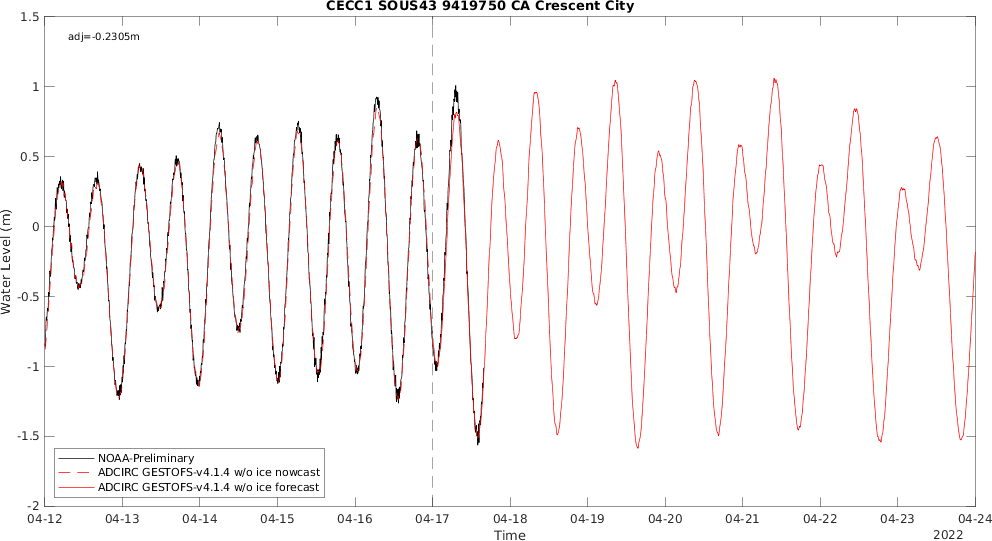 CECC1 SOUS43 9419750 CA Crescent City
adj=-0.2305m
1.5
1
0.5
0
-0.5
-1
-1.5
-2
Water Level (m)
NOAA-Preliminary
ADCIRC GESTOFS-v4.1.4 w/o ice nowcast
ADCIRC GESTOFS-v4.1.4 w/o ice forecast
04-12 04-13 04-14 04-15 04-16 04-17 04-18 04-19 04-20 04-21 04-22 04-23 04-24
Time
2022